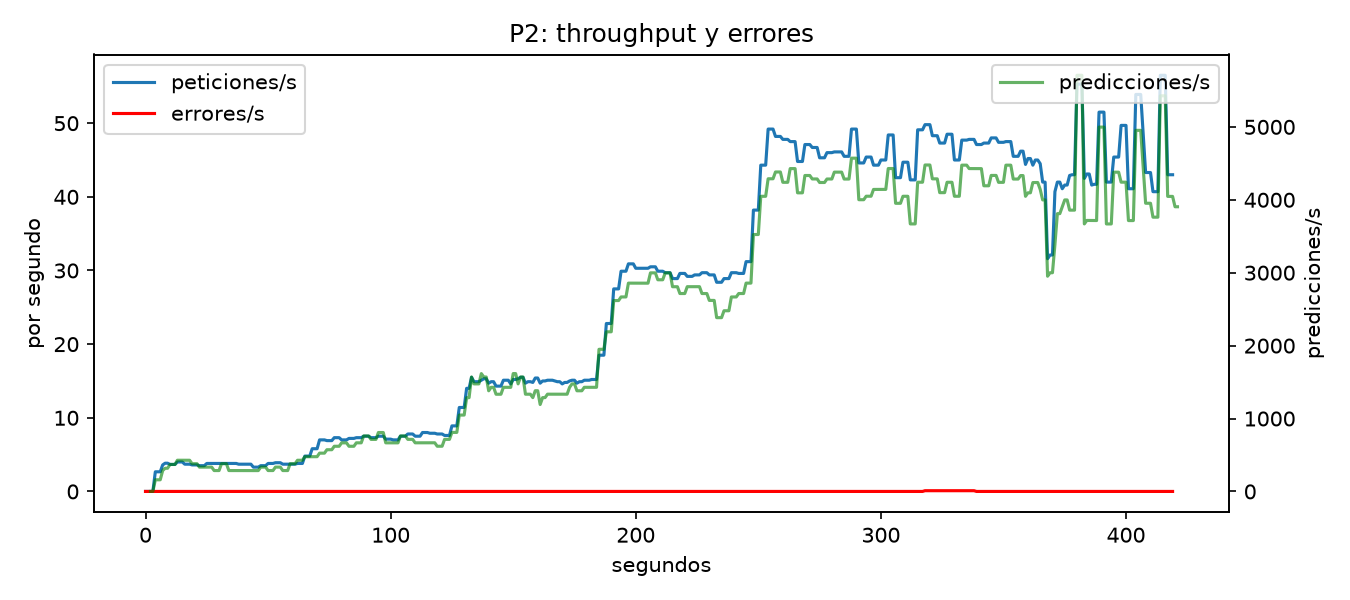 P2: throughput y errores
peticiones/s
errores/s
predicciones/s
50
40
30
20
10
0
por segundo
5000
4000
3000
2000
1000
0
predicciones/s
0
100
200
300
400
segundos